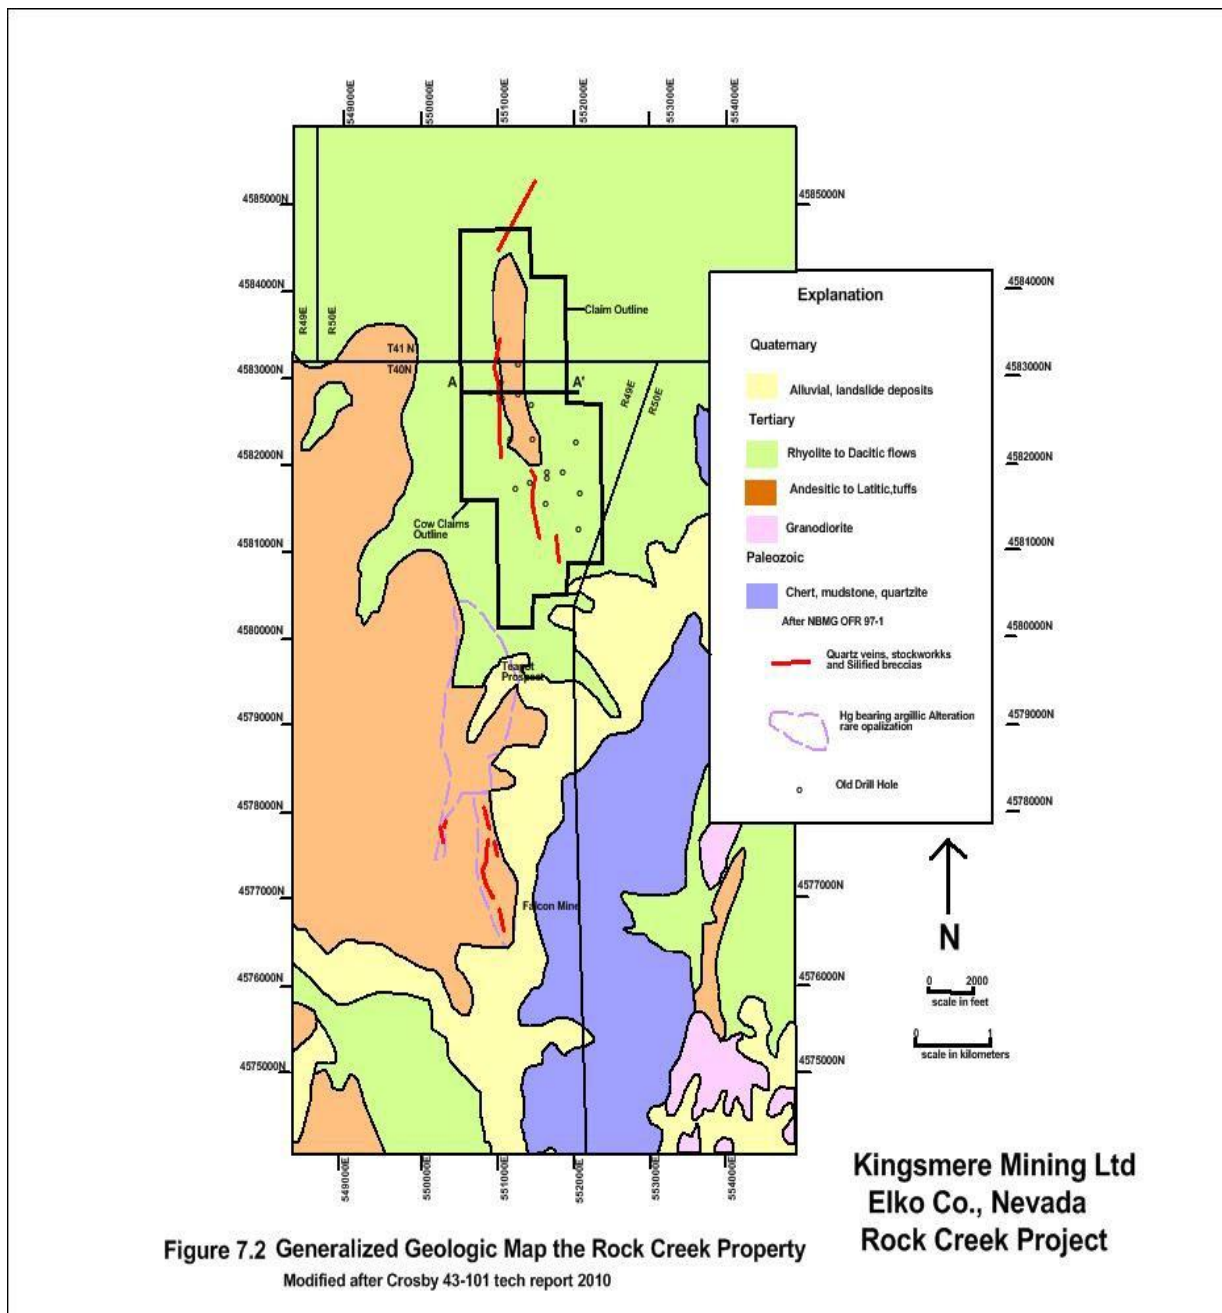 549000E
550000E
551000E
552000E
553000E
554000E
4585000N
4585000N
4584000N
Explanation
4584000N
Claim Outline
R49E
R50E
Quaternary
T41 N
T40N
4583000N
4583000N
A
A'
R49E
R50E
Alluvial, landslide deposits
Tertiary
4582000N
Rhyolite to Dacitic flows
4582000N
Andesitic to Latitic,tuffs
Cow Claims
Outline
Granodiorite
4581000N
4581000N
Paleozoic
Chert, mudstone, quartzite
After NBMG OFR 97-1
4580000N
4580000N
Quartz veins, stockworkks
and Silified breccias
Teapot
Prospect
4579000N
Hg bearing argillic Alteration
rare opalization
4579000N
Old Drill Hole
4578000N
4578000N
4577000N
4577000N
Falcon Mine
N
4576000N
4576000N
0 2000
scale in feet
0 1
scale in kilometers
4575000N
4575000N
549000E
550000E
551000E
552000E
553000E
554000E
Kingsmere Mining Ltd
Elko Co., Nevada
Rock Creek Project
Figure 7.2 Generalized Geologic Map the Rock Creek Property
Modified after Crosby 43-101 tech report 2010